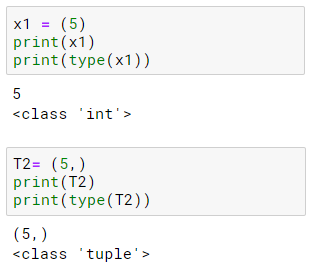 x1 = (5)
print(x1)
print(type(x1))
5
<class 'int'>
T2= (5,)
print(T2)
print(type(T2))
(5,)
<class 'tuple'>